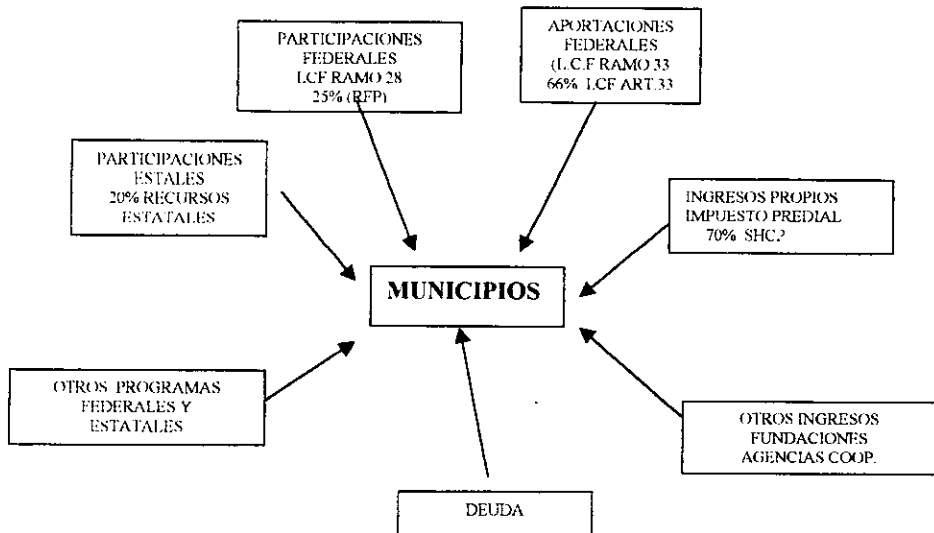 PARTICIPACIONES
FEDERALES
LCF RAMO 28
25% (RFP)
APORTACIONES
FEDERALES
(L.C.F RAMO 33
66% LCF ART.33
PARTICIPACIONES
ESTALES
20% RECURSOS
ESTATALES
INGRESOS PROPIOS
IMPUESTO PREDIAL
70% SHC?
MUNICIPIOS
OTROS PROGRAMAS
FEDERALES Y
ESTATALES
OTROS INGRESOS
FUNDACIONES
AGENCIAS COOP.
DEUDA